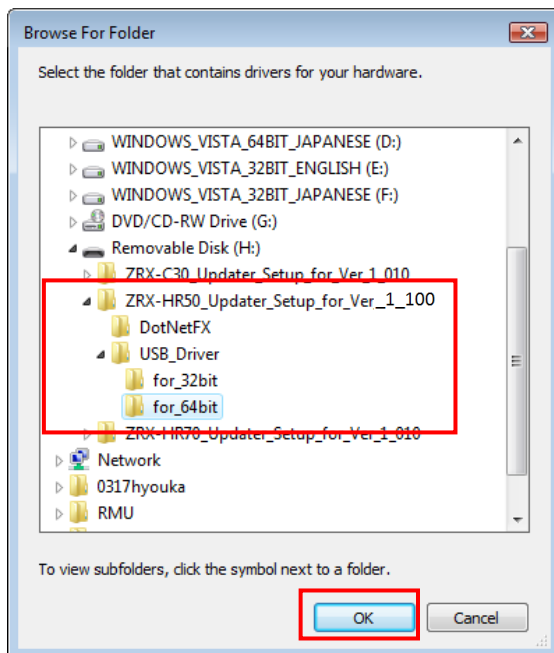 Browse For Folder
Select the folder that contains drivers for your hardware.
WINDOWS_VISTA_64BIT_JAPANESE (D:)
WINDOWS_VISTA_32BIT_ENGLISH (E:)
WINDOWS_VISTA_32BIT_JAPANESE (F:)
DVD/CD-RW Drive (G:)
Removable Disk (H:)
ZRX-C30_Updater_Setup_for_Ver_1_010
ZRX-HR50_Updater_Setup_for_Ver_1_100
DotNetFX
USB_Driver
for_32bit
for_64bit
ZRX-HR70_Updater_Setup_for_Ver_1_010
Network
0317hyouka
RMU
To view subfolders, click the symbol next to a folder.
OK
Cancel